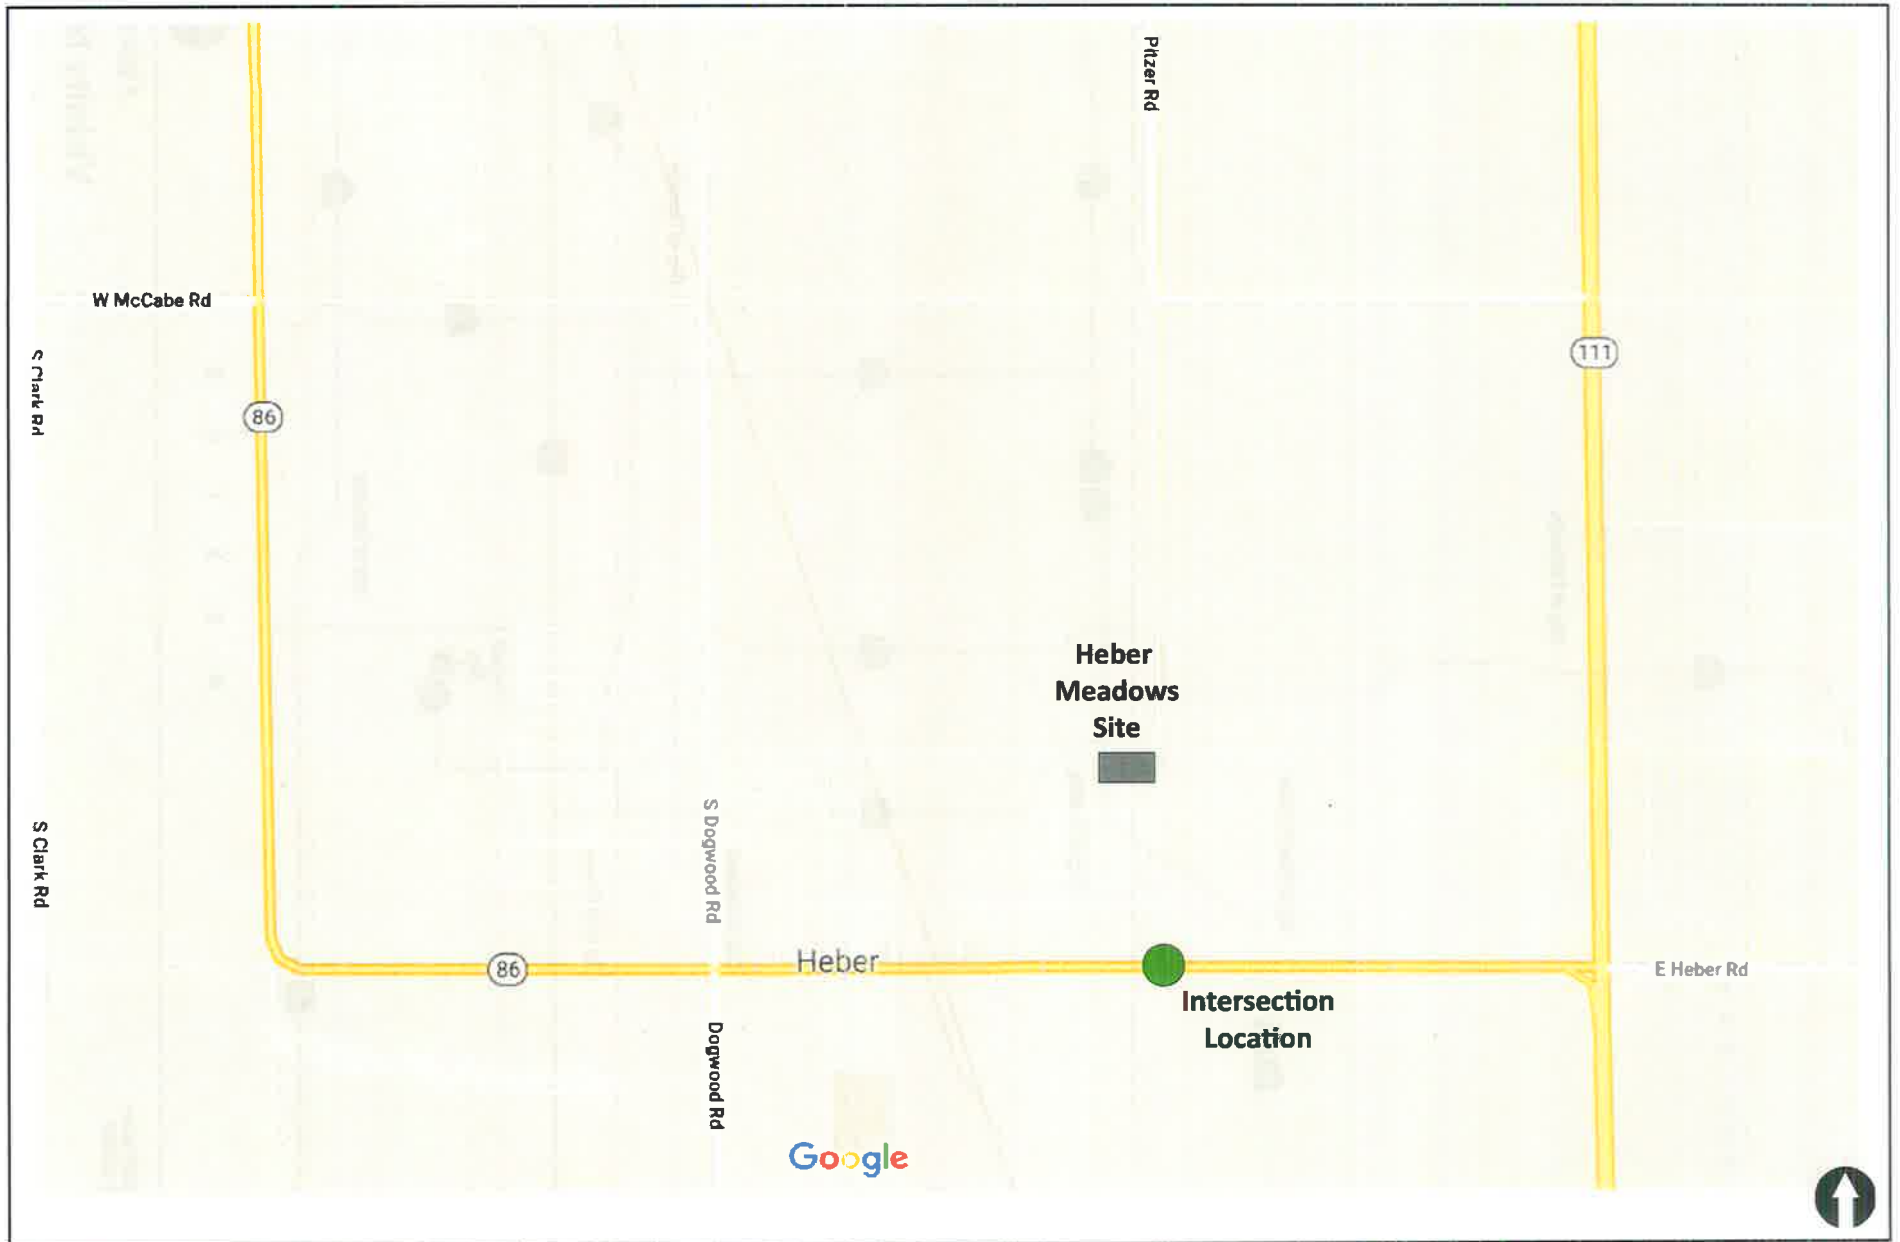 Pitzer Rd
W McCabe Rd
S Clark Rd
111
86
Heber
Meadows
Site
S Dogwood Rd
S Clark Rd
Heber
86
E Heber Rd
Intersection
Location
Dogwood Rd
Google